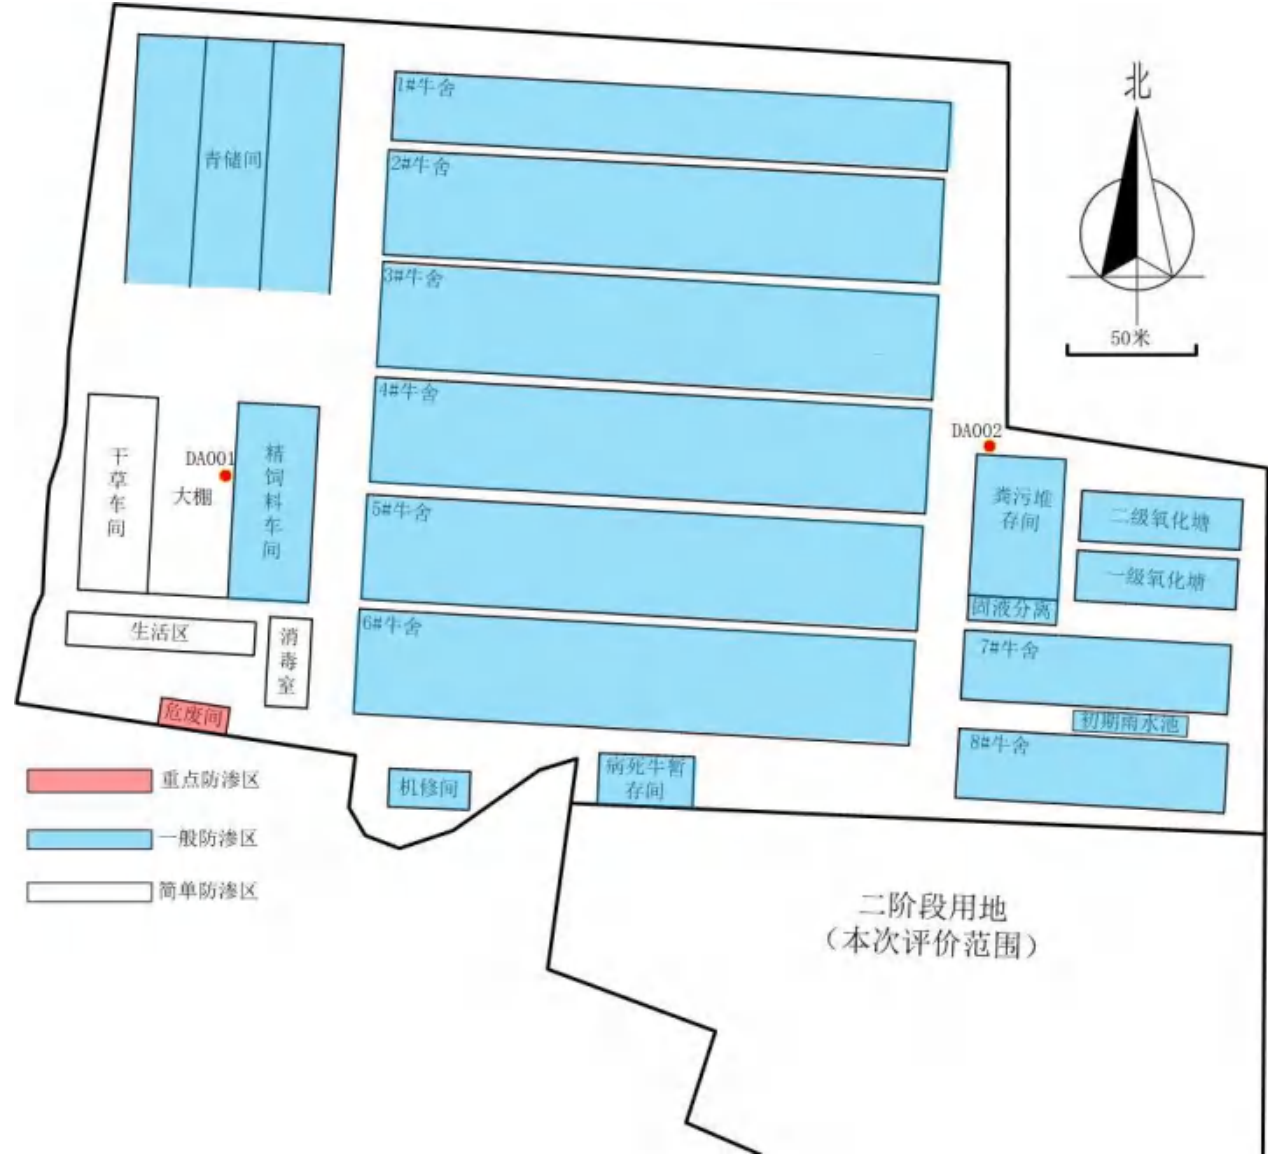 1#牛舍
北
青储间
2#牛舍
3#牛舍
50米
4#牛舍
DA002
干草车间
DA001
大棚
精饲料车间
粪污堆
存间
二级氧化塘
5#牛舍
一级氧化塘
固液分离
6#牛舍
生活区
消毒室
7#牛舍
危废间
初期雨水池
8#牛舍
病死牛暂
存间
机修间
重点防渗区
一般防渗区
简单防渗区
二阶段用地
（本次评价范围）